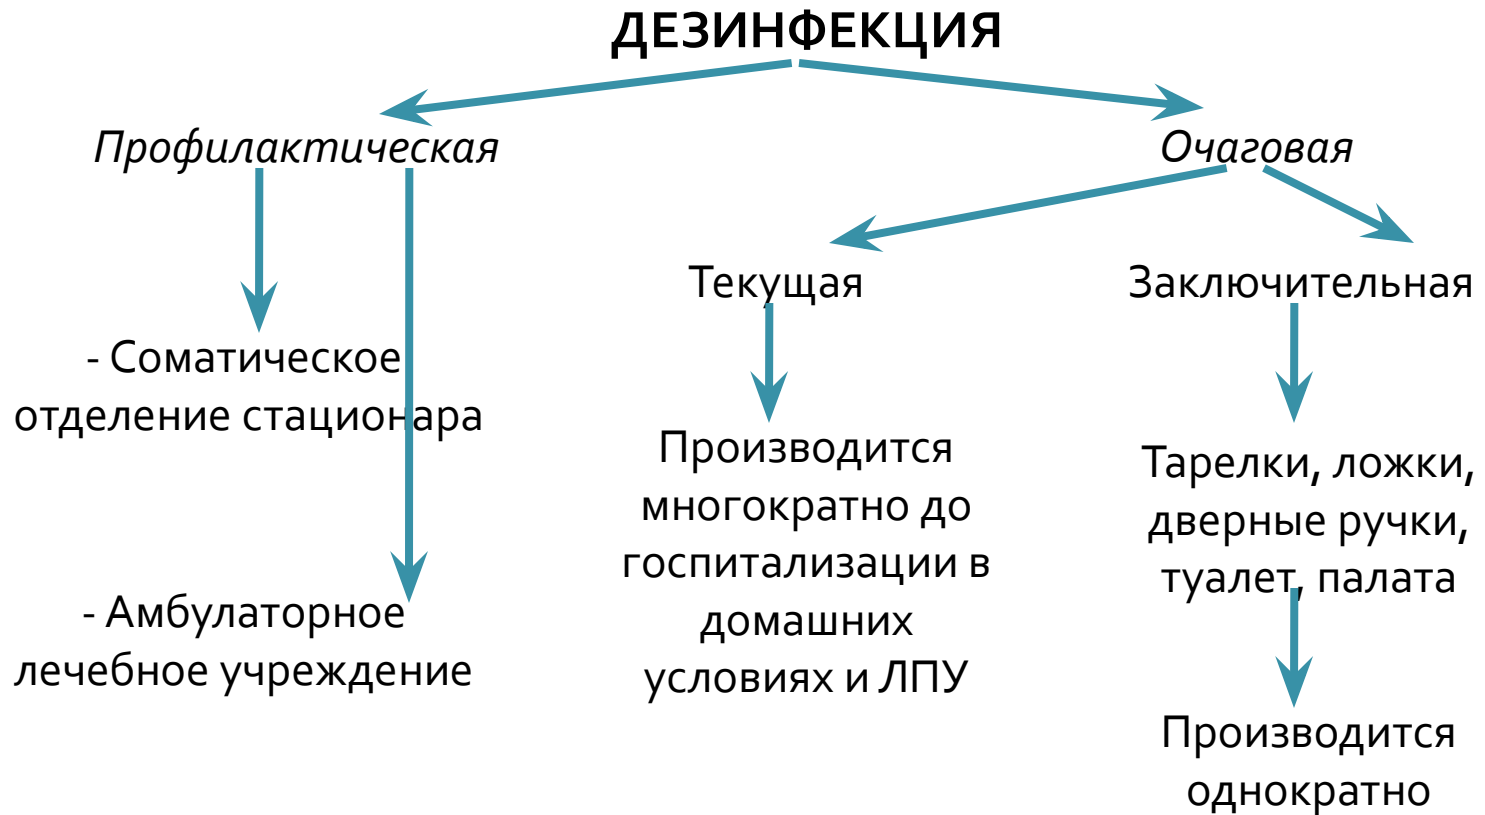 ДЕЗИНФЕКЦИЯ
Профилактическая
Очаговая
Текущая
Заключительная
- Соматическое
отделение стационара
- Амбулаторное
лечебное учреждение
Производится
многократно до
госпитализации в
домашних
условиях и ЛПУ
Тарелки, ложки,
дверные ручки,
туалет, палата
Производится
однократно